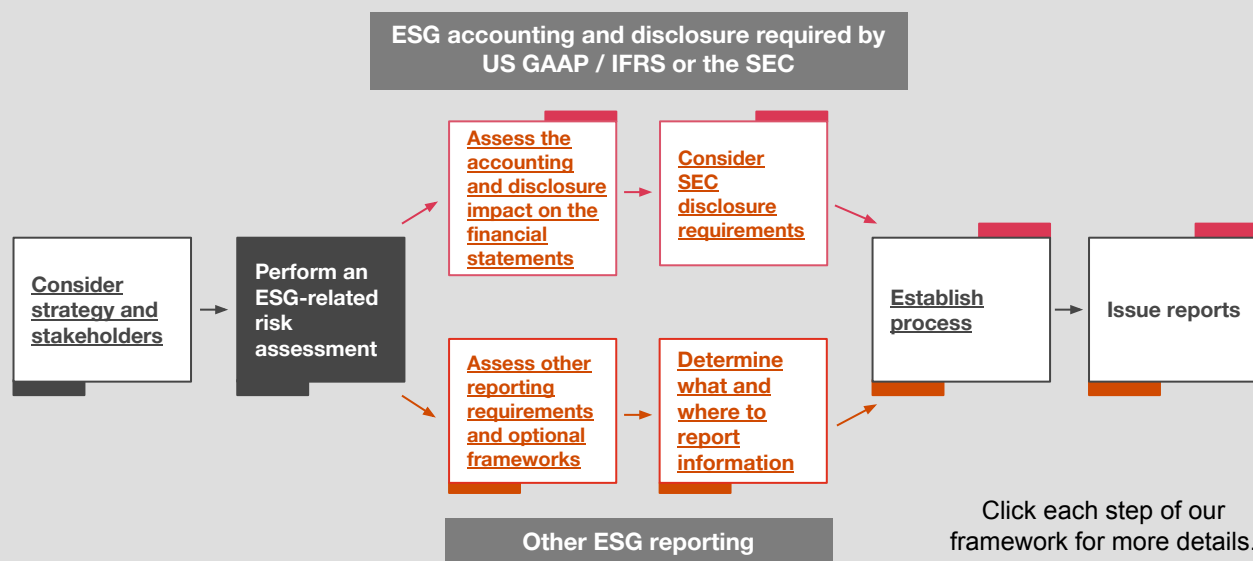 ESG accounting and disclosure required by
US GAAP / IFRS or the SEC
Consider
strategy and
stakeholders
Perform an
ESG-related
risk
assessment
Assess the
accounting
and disclosure
impact on the
financial
statements
Consider
SEC
disclosure
requirements
Assess other
reporting
requirements
and optional
frameworks
Determine
what and
where to
report
information
Establish
process
Issue reports
Other ESG reporting
Click each step of our
framework for more details.